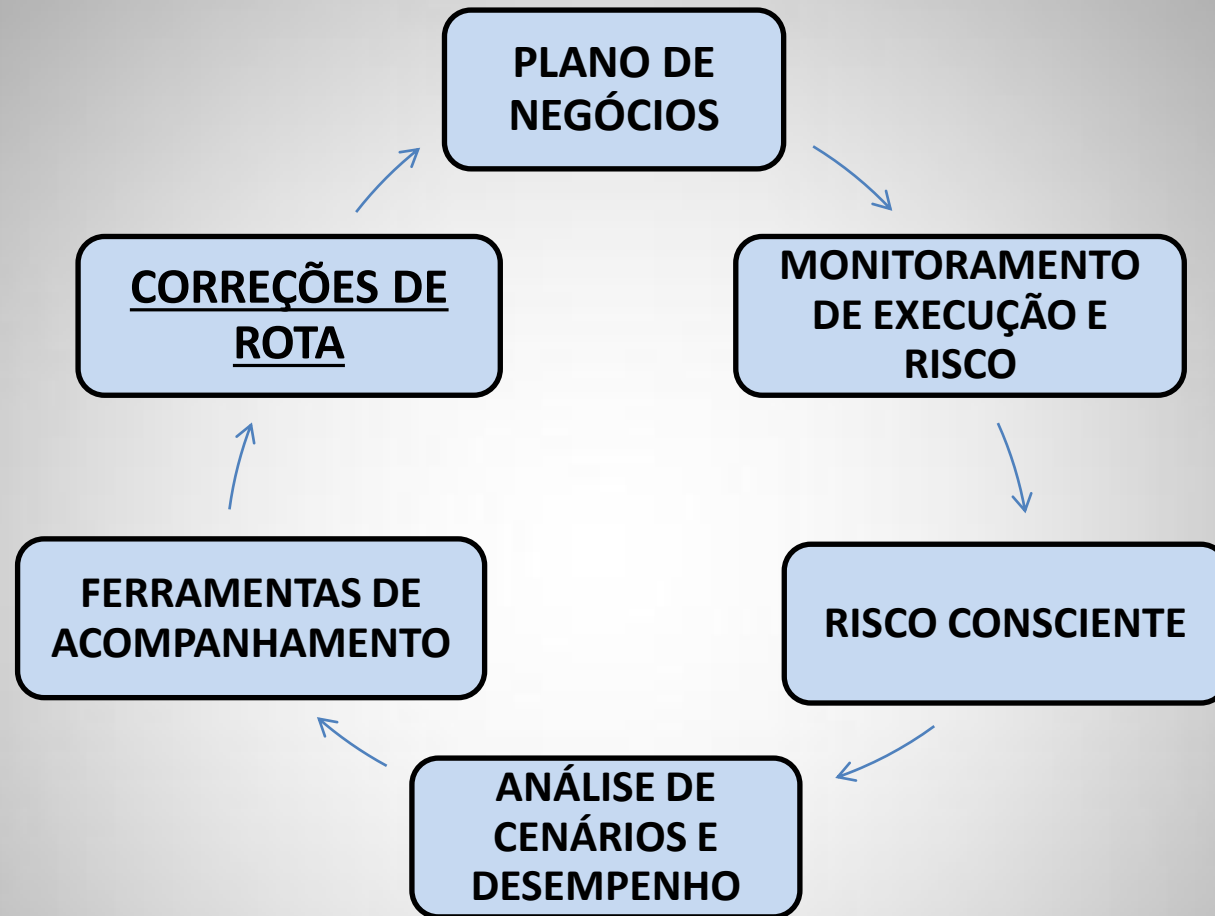 PLANO DE
NEGÓCIOS
MONITORAMENTO
DE EXECUÇÃO E
RISCO
RISCO CONSCIENTE
ANÁLISE DE
CENÁRIOS E
DESEMPENHO
FERRAMENTAS DE
ACOMPANHAMENTO
CORREÇÕES DE
ROTA